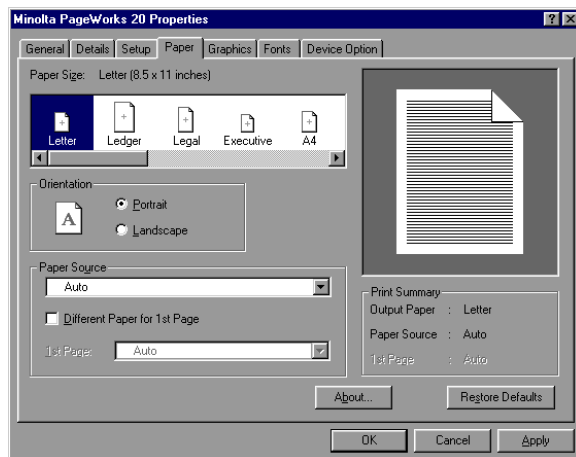 Minolta PageWorks 20 Properties
General Details Setup Paper Graphics Fonts Device Option
Paper Size: Letter (8.5 x 11 inches)
Letter Ledger Legal Executive A4
Orientation
A
Portrait
Landscape
Paper Source
Auto
Different Paper for 1st Page
1st Page: Auto
Print Summary
Output Paper : Letter
Paper Source : Auto
1st Page : Auto
About... Restore Defaults
OK Cancel Apply